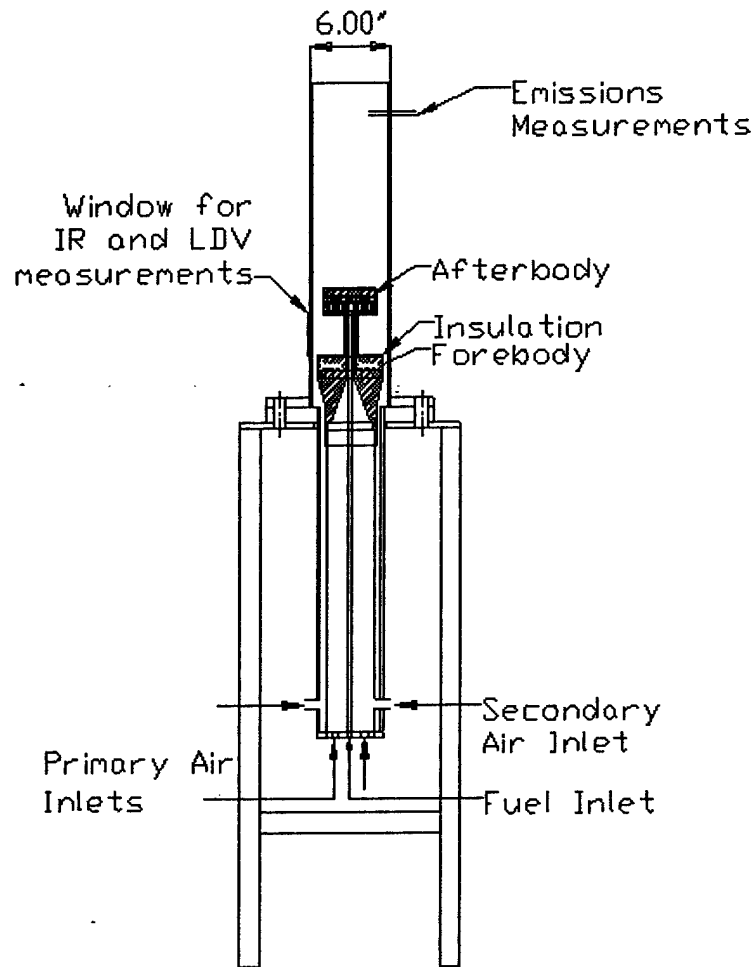 6.00"
Emissions
Measurements
Window for
IR and LDV
measurements
Afterbody
Insulation
Forebody
Secondary
Air Inlet
Primary Air
Inlets
Fuel Inlet